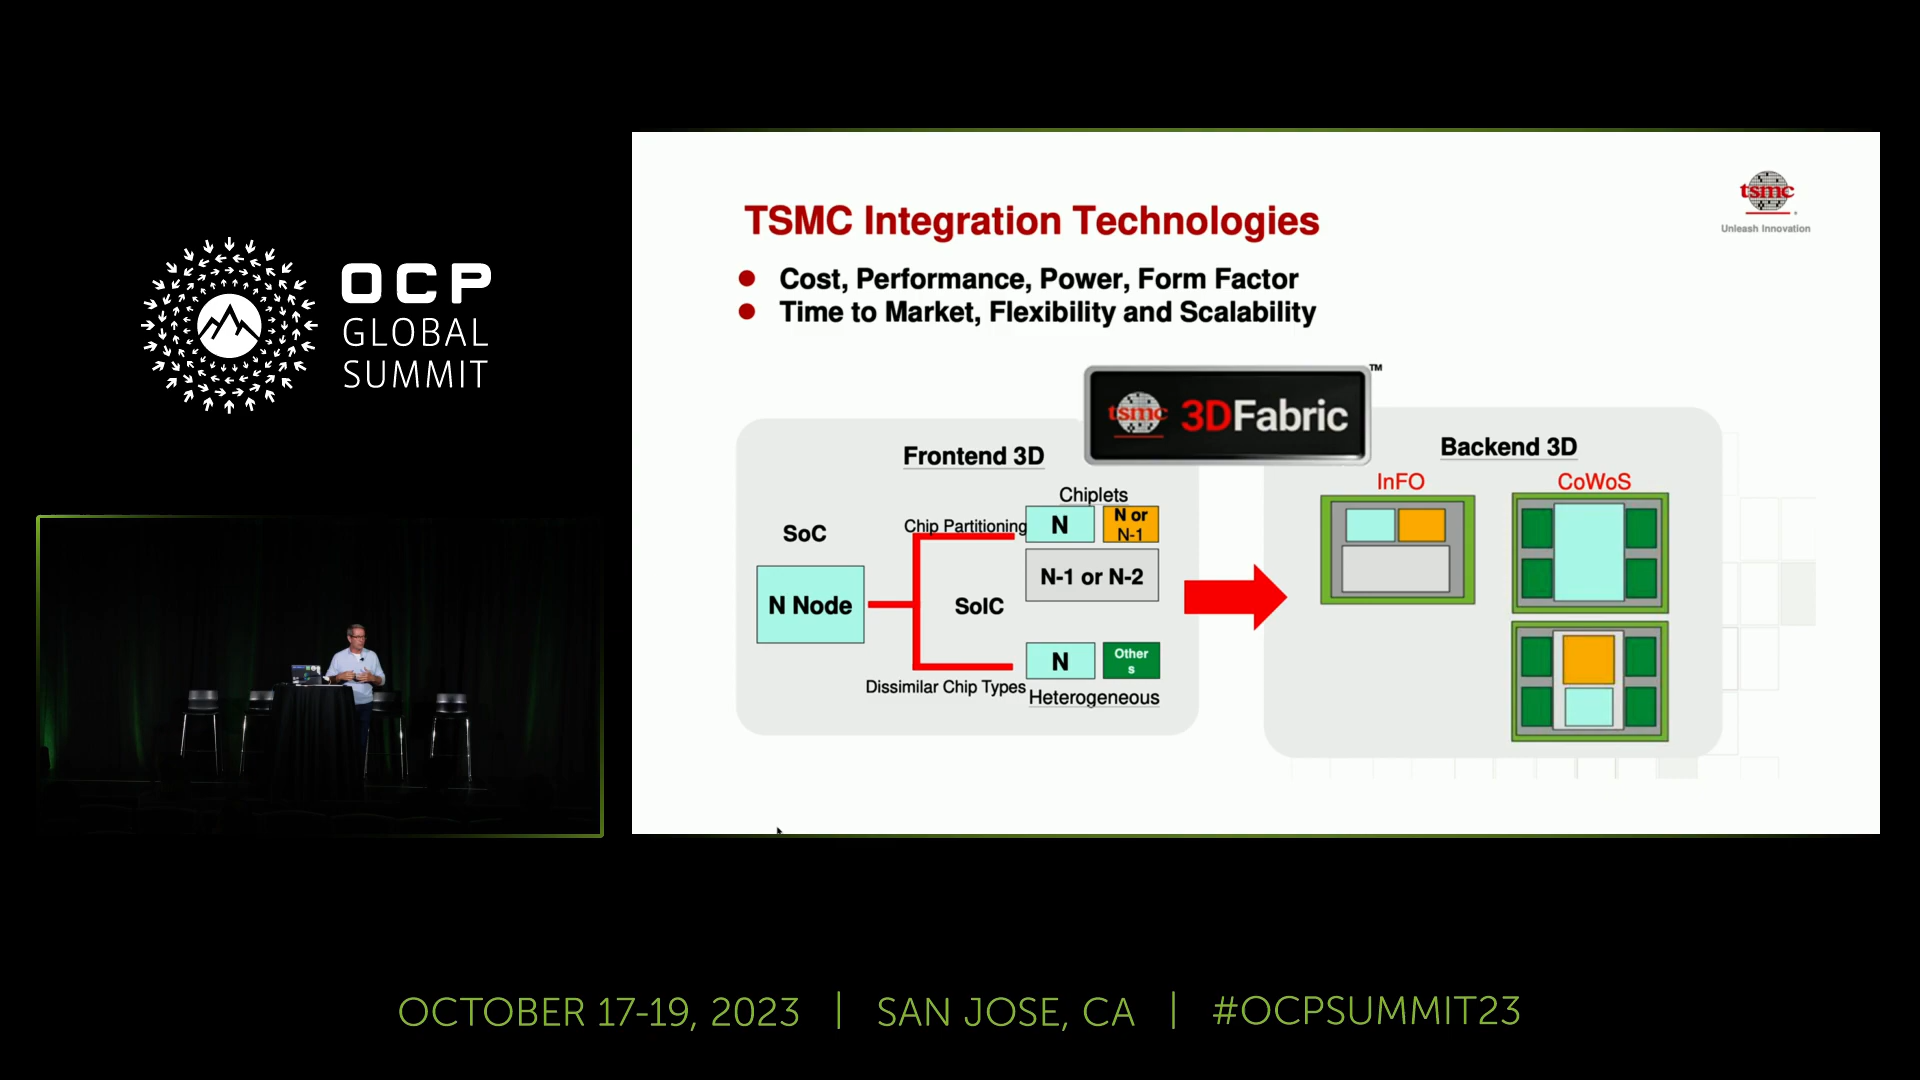 OCP
GLOBAL
SUMMIT
TSMC Integration Technologies
tsmc
Unleash Innovation
Cost, Performance, Power, Form Factor
Time to Market, Flexibility and Scalability
tsmc 3DFabric ™
Frontend 3D
SoC
N Node
Chip Partitioning
Chiplets
N
N or
N-1
N-1 or N-2
SoIC
N
Other
s
Dissimilar Chip Types
Heterogeneous
Backend 3D
InFO
CoWoS
OCTOBER 17-19, 2023 | SAN JOSE, CA | #OCPSUMMIT23